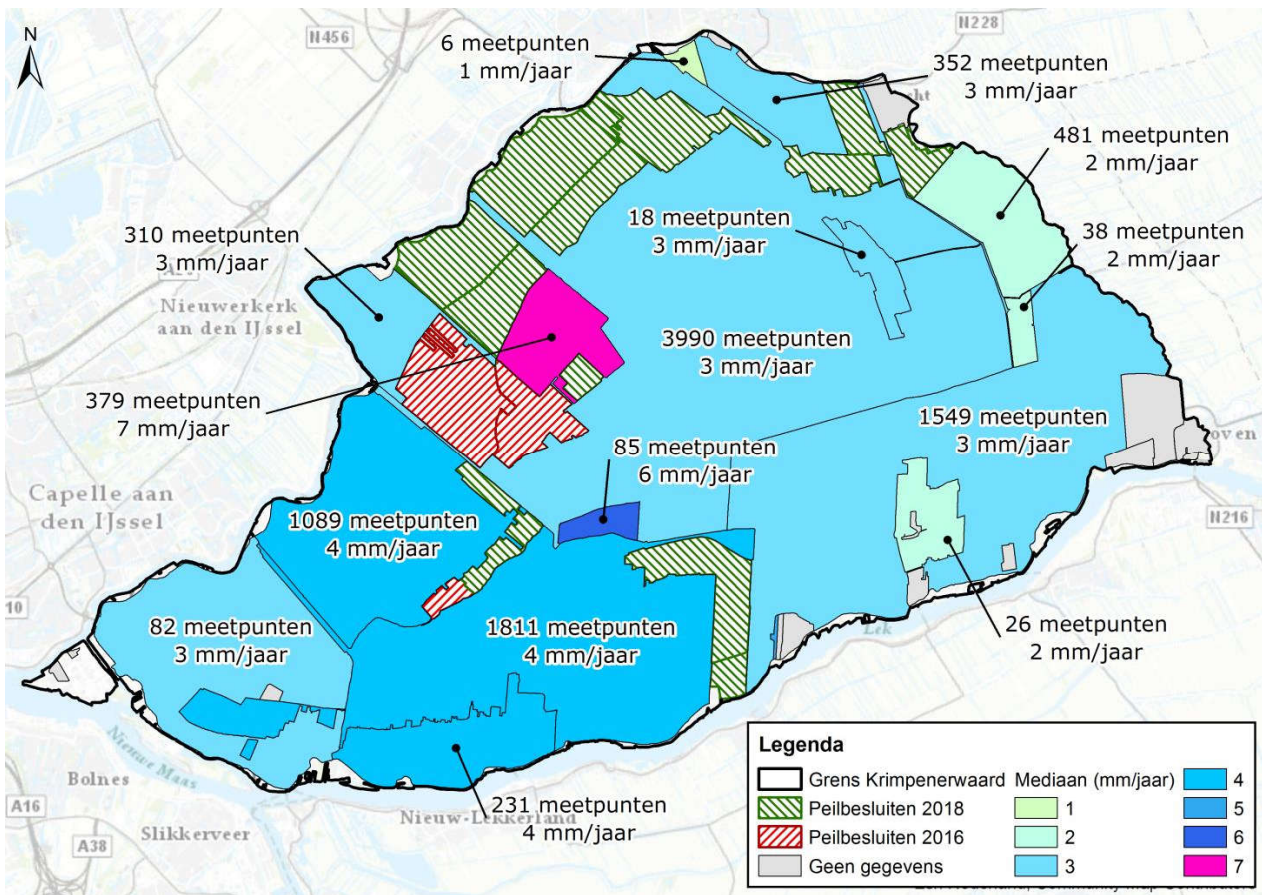 N
N456
N228
6 meetpunten
1 mm/jaar
352 meetpunten
3 mm/jaar
481 meetpunten
2 mm/jaar
18 meetpunten
3 mm/jaar
38 meetpunten
2 mm/jaar
310 meetpunten
3 mm/jaar
Nieuwerkerk
aan den IJssel
3990 meetpunten
3 mm/jaar
379 meetpunten
7 mm/jaar
1549 meetpunten
3 mm/jaar
oven
85 meetpunten
6 mm/jaar
Capelle aan
den IJssel
1089 meetpunten
4 mm/jaar
N216
82 meetpunten
3 mm/jaar
1811 meetpunten
4 mm/jaar
Lek
26 meetpunten
2 mm/jaar
Nieuwe Maas
Bolnes
A16
Slikkerveer
A38
Nieuw-Lekkerland
231 meetpunten
4 mm/jaar
Legenda
Grens Krimpenerwaard
Peilbesluiten 2018
Peilbesluiten 2016
Geen gegevens
Mediaan (mm/jaar)
1
2
3
4
5
6
7